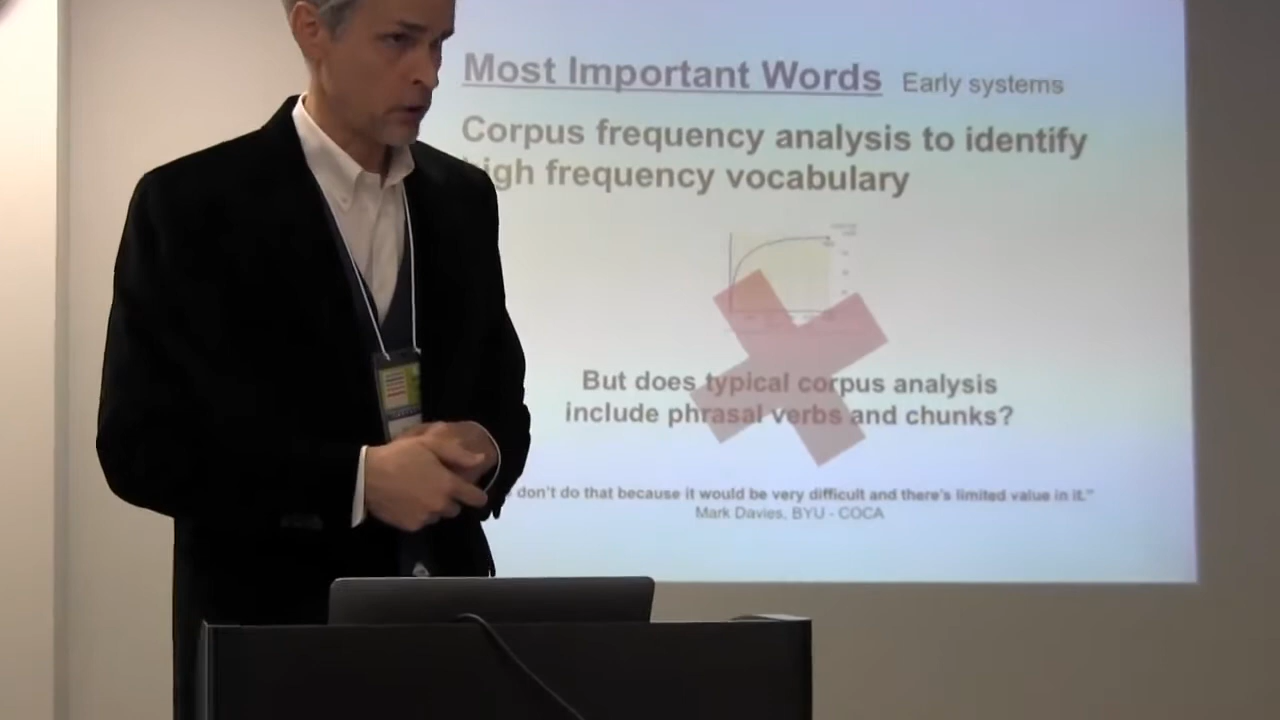 Most Important Words Early systems
Corpus frequency analysis to identify
high frequency vocabulary
But does typical corpus analysis
include phrasal verbs and chunks?
don't do that because it would be very difficult and there's limited value in it."
Mark Davies, BYU - COCA